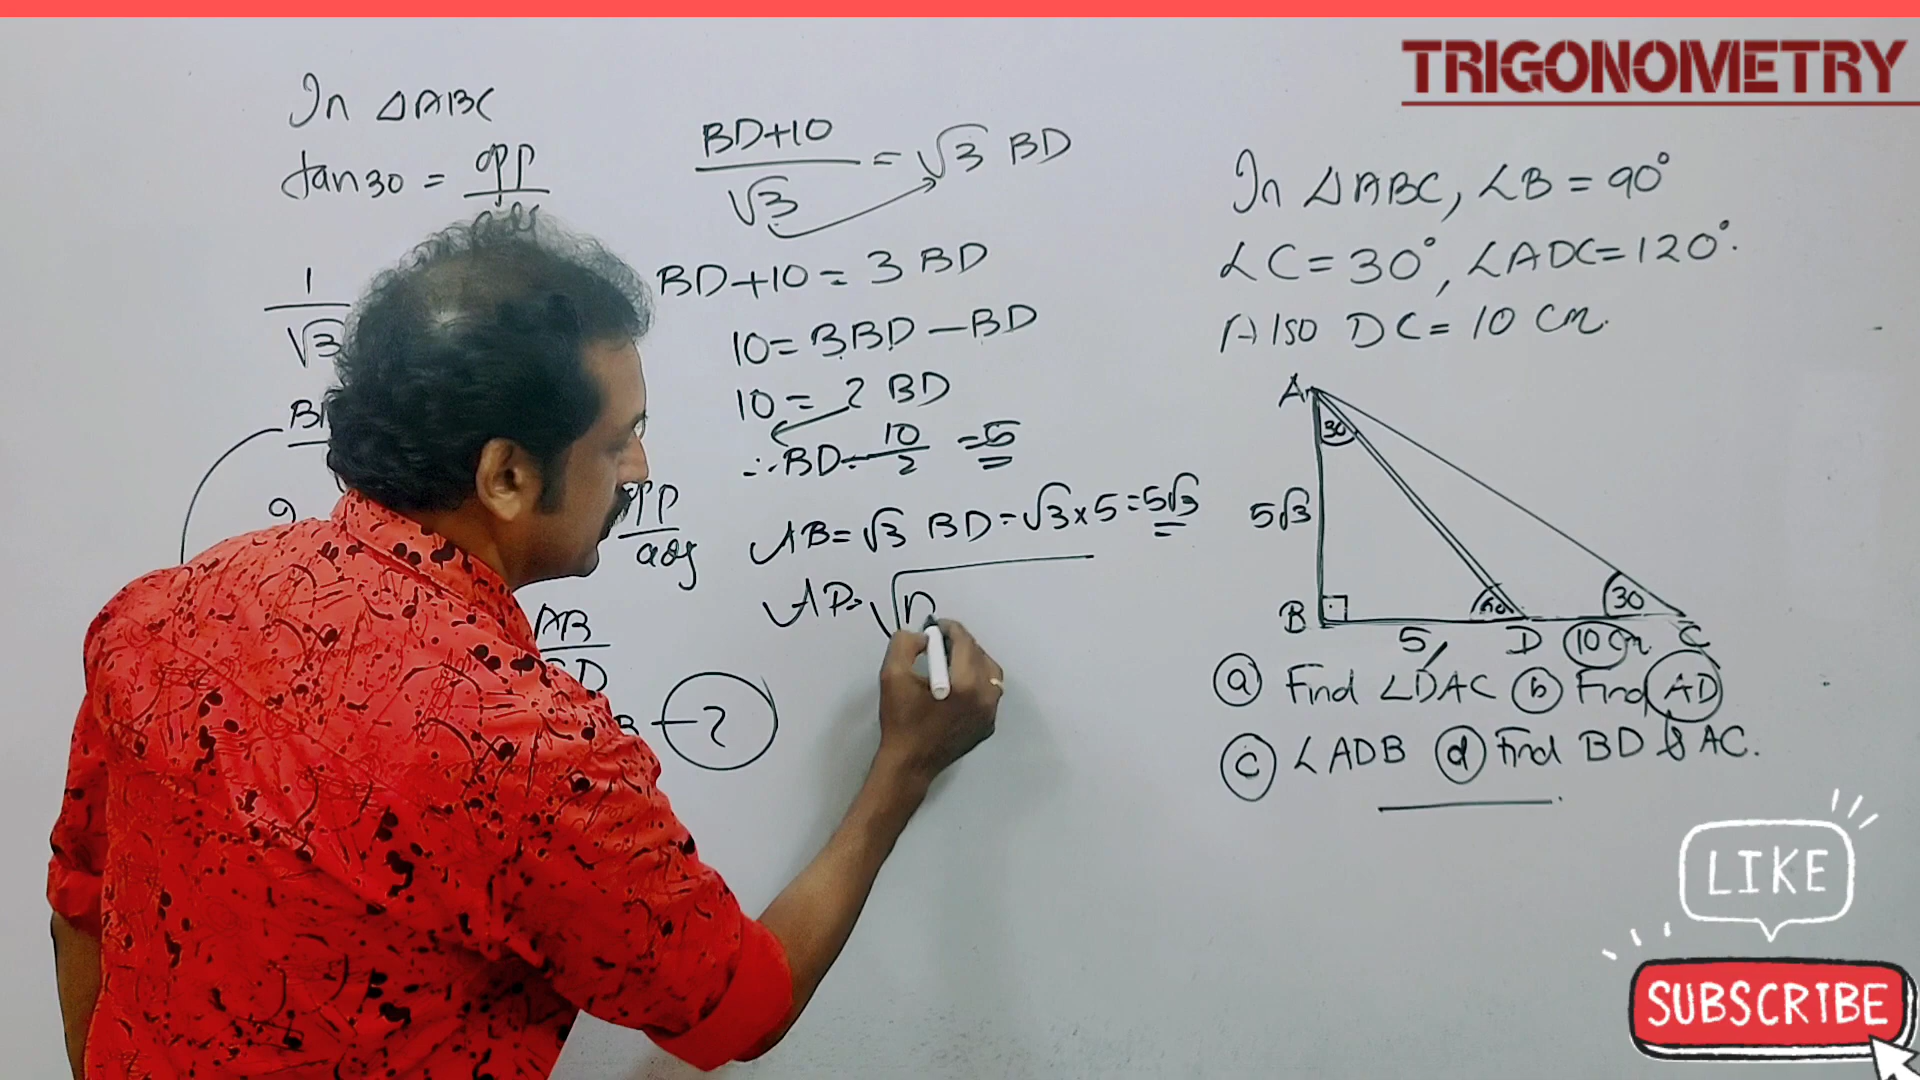 TRIGONOMETRY
In △ABC
tan30 = opp
adj
1
√3
opp
adj
AB
2
BD+10 = √3 BD
√3
BD+10 = 3 BD
10 = 3BD - BD
10 = 2 BD
∴ BD = 10 = 5
2
AB = √3 BD = √3 × 5 = 5√3
AD = √
In △ABC, ∠B = 90°
∠C = 30°, ∠ADC = 120°.
Also DC = 10 cm.
A
30
5√3
B
60
30
5
D
10 cm
C
a Find ∠DAC b Find AD
c ∠ADB d Find BD & AC.
LIKE
SUBSCRIBE